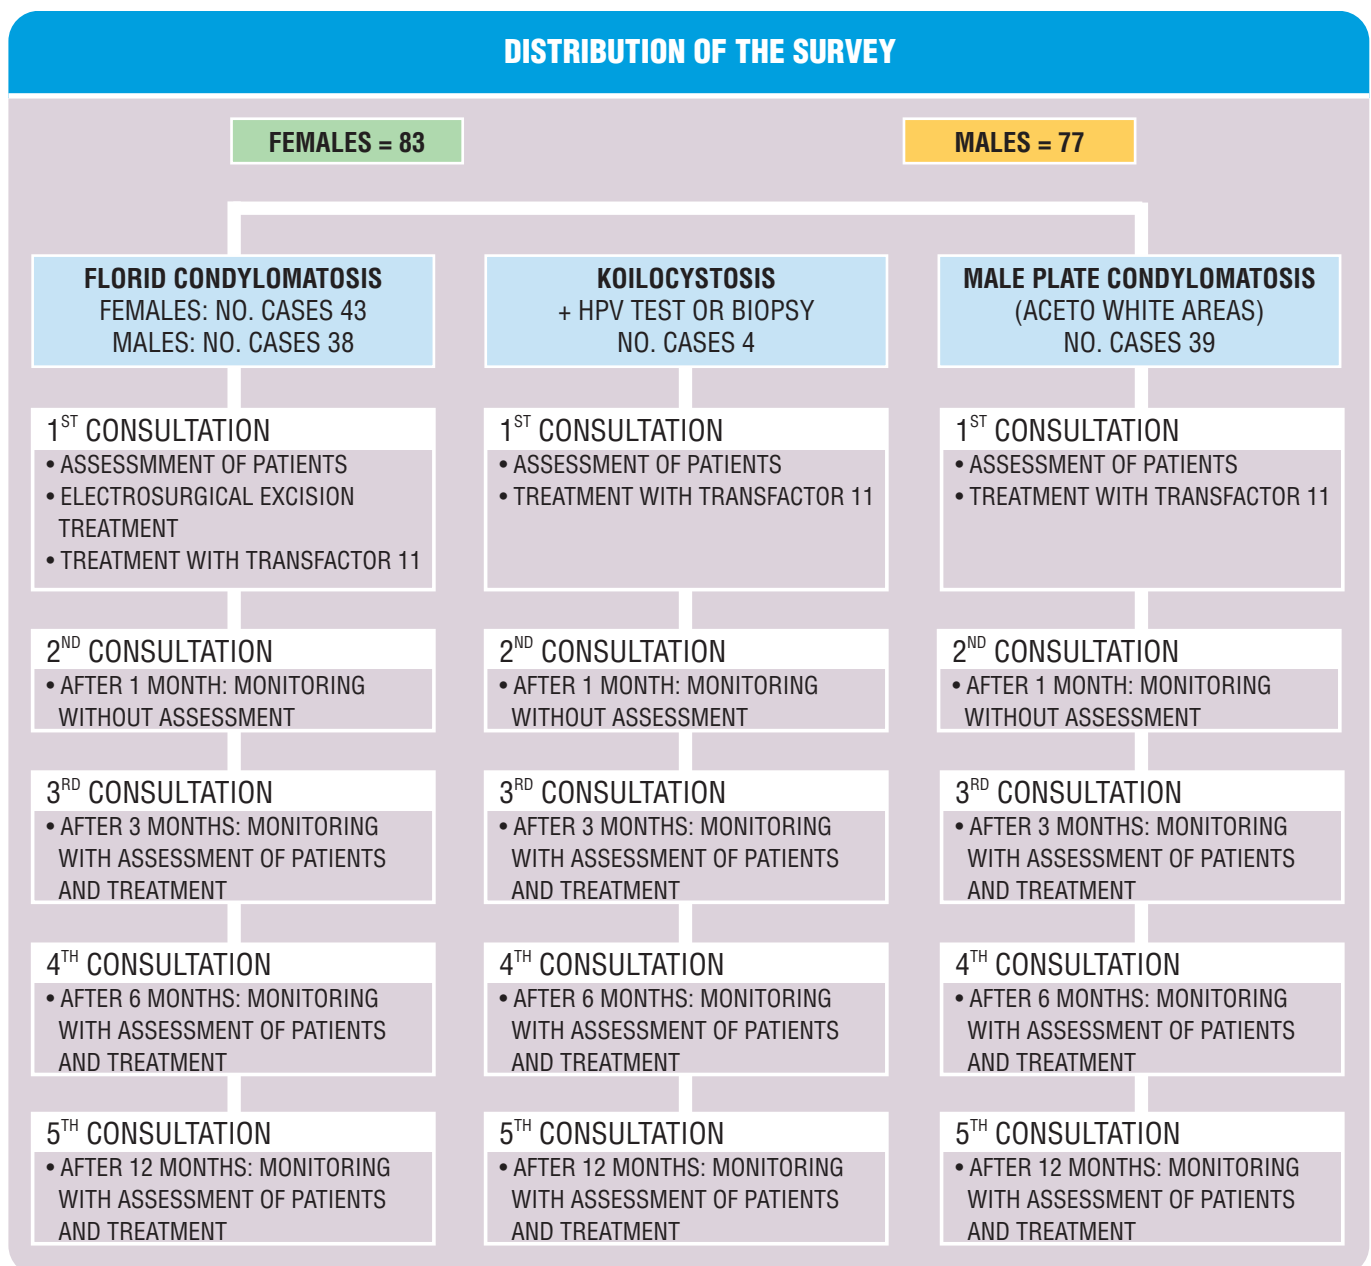 DISTRIBUTION OF THE SURVEY
FEMALES = 83
MALES = 77
FLORID CONDYLOMATOSIS
FEMALES: NO. CASES 43
MALES: NO. CASES 38
1ST CONSULTATION
• ASSESSMMENT OF PATIENTS
• ELECTROSURGICAL EXCISION
TREATMENT
• TREATMENT WITH TRANSFACTOR 11
2ND CONSULTATION
• AFTER 1 MONTH: MONITORING
WITHOUT ASSESSMENT
3RD CONSULTATION
• AFTER 3 MONTHS: MONITORING
WITH ASSESSMENT OF PATIENTS
AND TREATMENT
4TH CONSULTATION
• AFTER 6 MONTHS: MONITORING
WITH ASSESSMENT OF PATIENTS
AND TREATMENT
5TH CONSULTATION
• AFTER 12 MONTHS: MONITORING
WITH ASSESSMENT OF PATIENTS
AND TREATMENT
KOILOCYSTOSIS
+ HPV TEST OR BIOPSY
NO. CASES 4
1ST CONSULTATION
• ASSESSMENT OF PATIENTS
• TREATMENT WITH TRANSFACTOR 11
2ND CONSULTATION
• AFTER 1 MONTH: MONITORING
WITHOUT ASSESSMENT
3RD CONSULTATION
• AFTER 3 MONTHS: MONITORING
WITH ASSESSMENT OF PATIENTS
AND TREATMENT
4TH CONSULTATION
• AFTER 6 MONTHS: MONITORING
WITH ASSESSMENT OF PATIENTS
AND TREATMENT
5TH CONSULTATION
• AFTER 12 MONTHS: MONITORING
WITH ASSESSMENT OF PATIENTS
AND TREATMENT
MALE PLATE CONDYLOMATOSIS
(ACETO WHITE AREAS)
NO. CASES 39
1ST CONSULTATION
• ASSESSMENT OF PATIENTS
• TREATMENT WITH TRANSFACTOR 11
2ND CONSULTATION
• AFTER 1 MONTH: MONITORING
WITHOUT ASSESSMENT
3RD CONSULTATION
• AFTER 3 MONTHS: MONITORING
WITH ASSESSMENT OF PATIENTS
AND TREATMENT
4TH CONSULTATION
• AFTER 6 MONTHS: MONITORING
WITH ASSESSMENT OF PATIENTS
AND TREATMENT
5TH CONSULTATION
• AFTER 12 MONTHS: MONITORING
WITH ASSESSMENT OF PATIENTS
AND TREATMENT